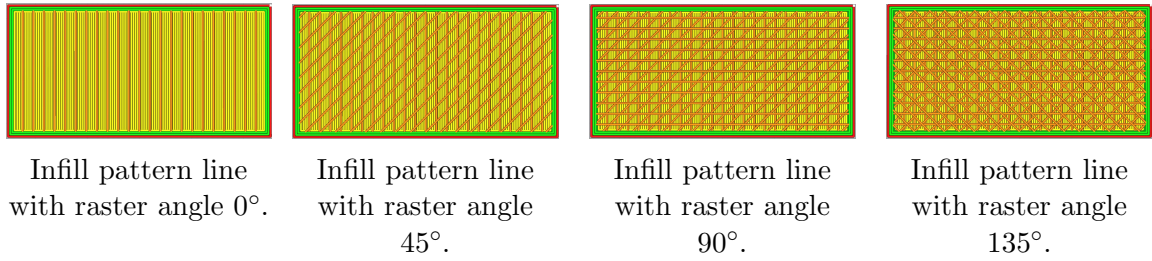 Infill pattern line
with raster angle 0°.
Infill pattern line
with raster angle
45°.
Infill pattern line
with raster angle
90°.
Infill pattern line
with raster angle
135°.